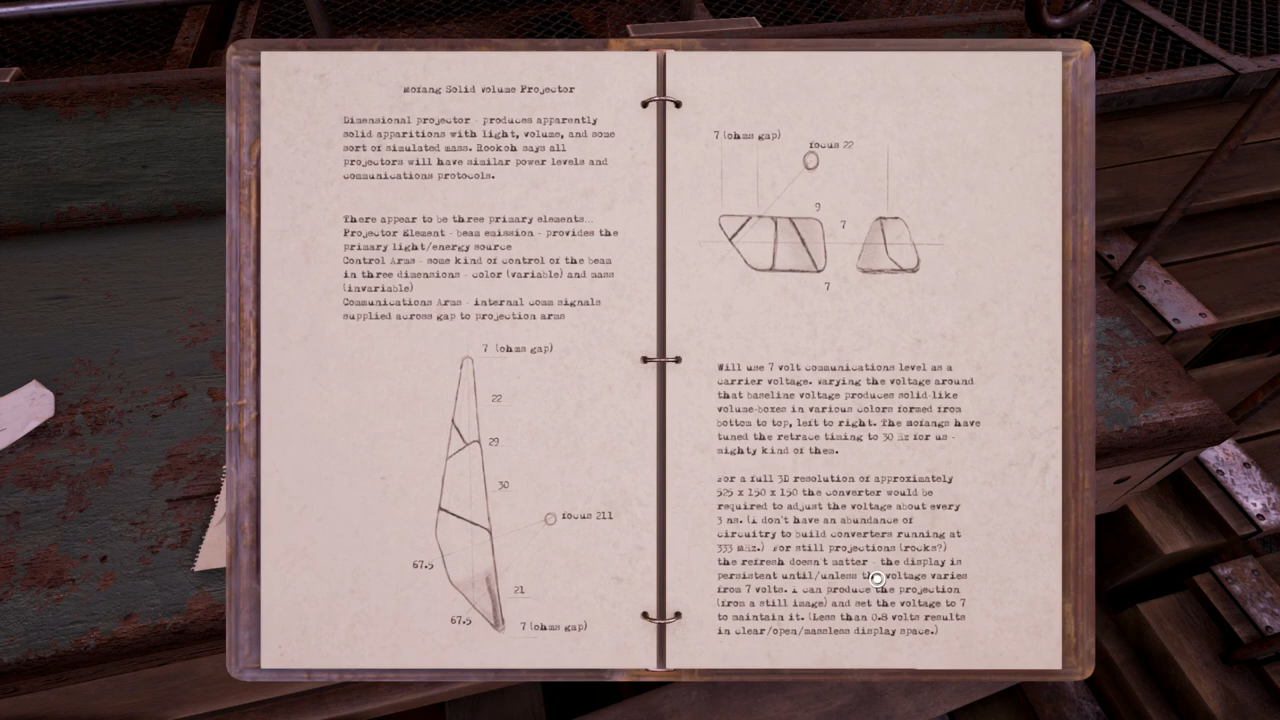 Mofang Solid Volume Projector
Dimensional projector - produces apparently
solid apparitions with light, volume, and some
sort of simulated mass. Rookoh says all
projectors will have similar power levels and
communications protocols.
There appear to be three primary elements...
Projector Element - beam emission - provides the
primary light/energy source
Control Arms - some kind of control of the beam
in three dimensions - color (variable) and mass
(invariable)
Communications Arms - internal comm signals
supplied across gap to projection arms
7 (ohms gap)
22
29
30
focus 211
67.5
21
67.5
7 (ohms gap)
7 (ohms gap)
focus 22
9
7
7
Will use 7 volt communications level as a
carrier voltage. Varying the voltage around
that baseline voltage produces solid-like
volume-boxes in various colors formed from
bottom to top, left to right. The mofangs have
tuned the retrace timing to 30 Hz for us -
mighty kind of them.
For a full 3D resolution of approximately
525 x 150 x 150 the converter would be
required to adjust the voltage about every
3 ns. (I don't have an abundance of
circuitry to build converters running at
333 mHz.) For still projections (rocks?)
the refresh doesn't matter - the display is
persistent until/unless the voltage varies
from 7 volts. I can produce the projection
(from a still image) and set the voltage to 7
to maintain it. (Less than 0.8 volts results
in clear/open/massless display space.)